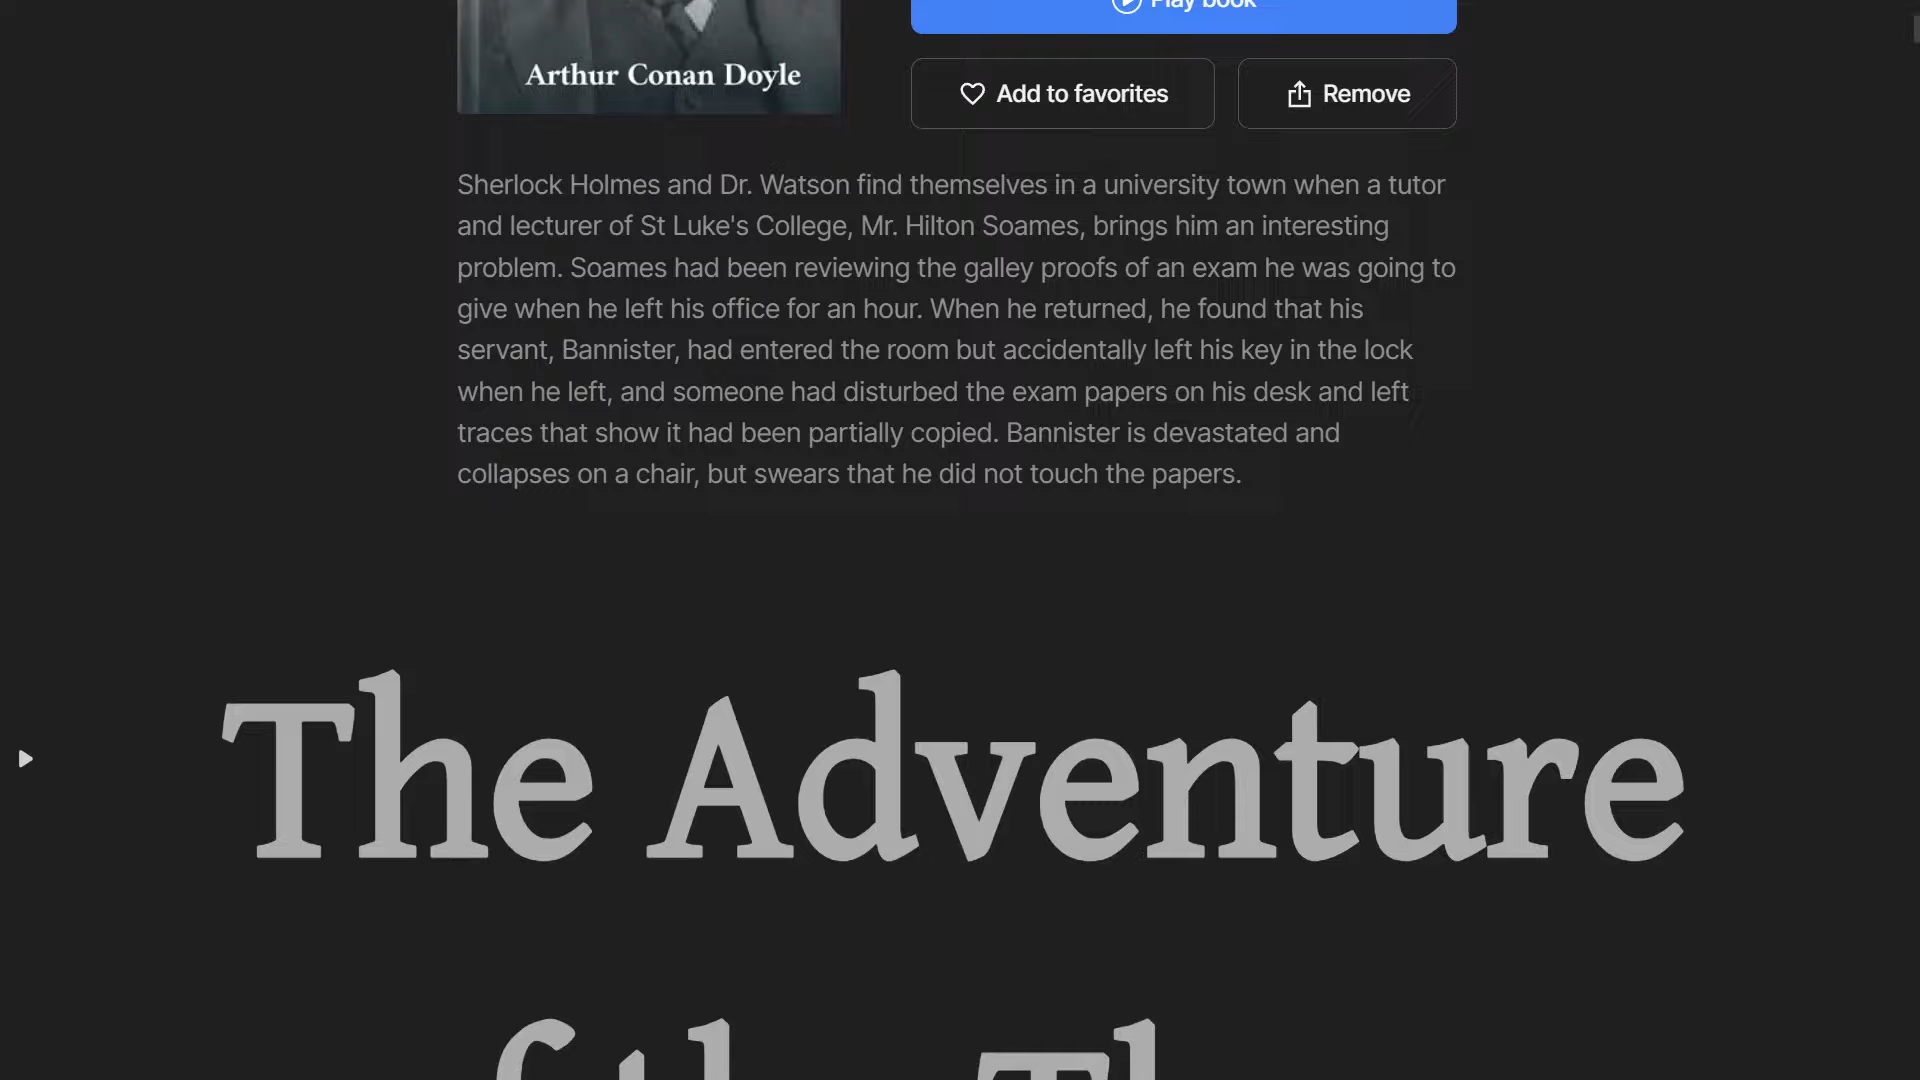 Play book
Arthur Conan Doyle
Add to favorites
Remove
Sherlock Holmes and Dr. Watson find themselves in a university town when a tutor
and lecturer of St Luke's College, Mr. Hilton Soames, brings him an interesting
problem. Soames had been reviewing the galley proofs of an exam he was going to
give when he left his office for an hour. When he returned, he found that his
servant, Bannister, had entered the room but accidentally left his key in the lock
when he left, and someone had disturbed the exam papers on his desk and left
traces that show it had been partially copied. Bannister is devastated and
collapses on a chair, but swears that he did not touch the papers.
The Adventure